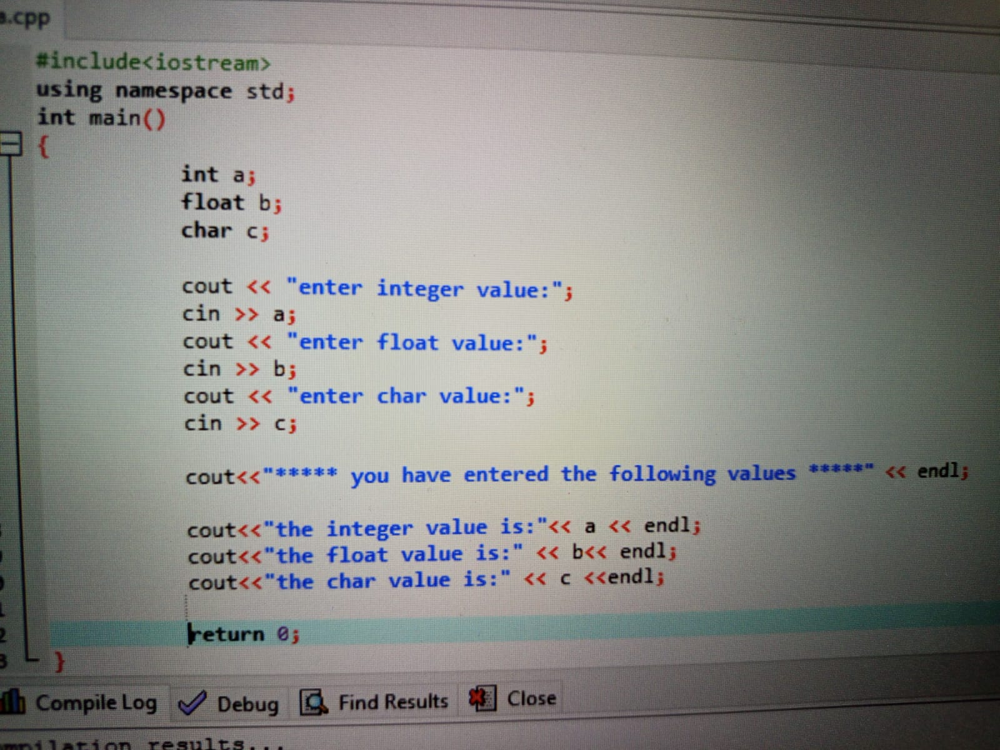 a.cpp
#include<iostream>
using namespace std;
int main()
{
int a;
float b;
char c;
cout << "enter integer value:";
cin >> a;
cout << "enter float value:";
cin >> b;
cout << "enter char value:";
cin >> c;
cout<<"***** you have entered the following values *****" << endl;
cout<<"the integer value is:"<< a << endl;
cout<<"the float value is:" << b<< endl;
cout<<"the char value is:" << c <<endl;
return 0;
}
Compile Log Debug Find Results Close
mpilation results...